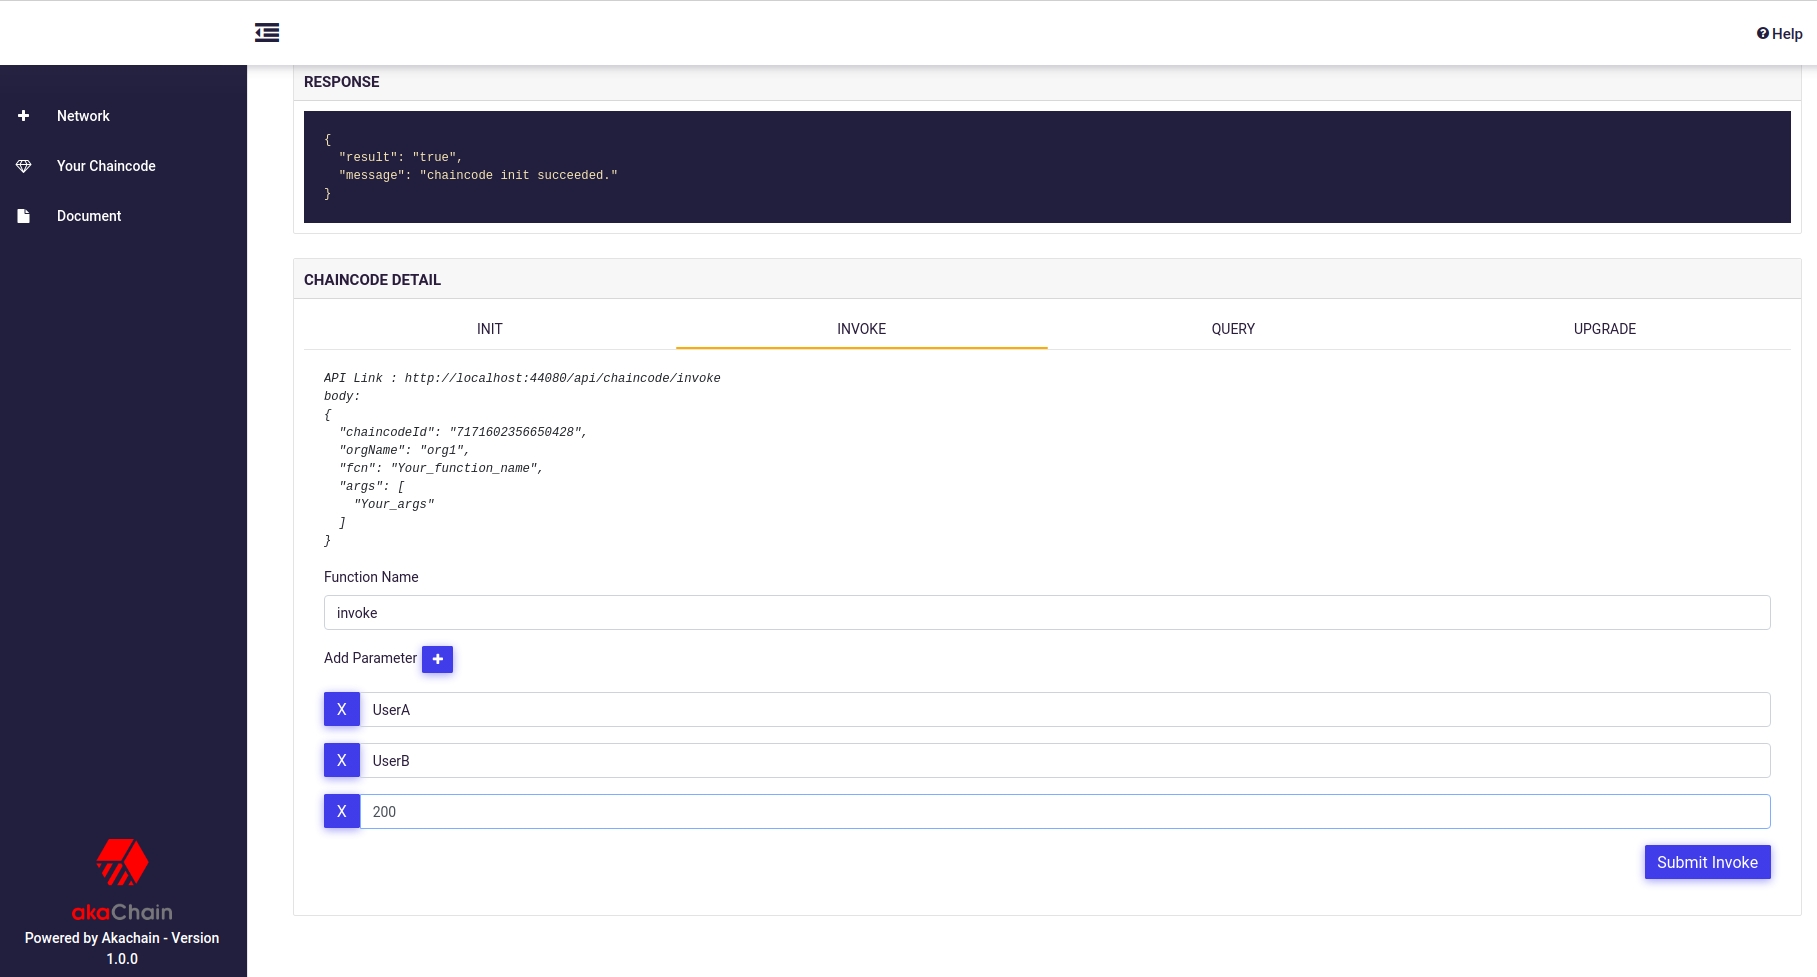 Help
Network
Your Chaincode
Document
RESPONSE
{
  "result": "true",
  "message": "chaincode init succeeded."
}
CHAINCODE DETAIL
INIT INVOKE QUERY UPGRADE
API Link : http://localhost:44080/api/chaincode/invoke
body:
{
  "chaincodeId": "7171602356650428",
  "orgName": "org1",
  "fcn": "Your_function_name",
  "args": [
    "Your_args"
  ]
}
Function Name
invoke
Add Parameter +
X UserA
X UserB
X 200
Submit Invoke
akaChain
Powered by Akachain - Version
1.0.0